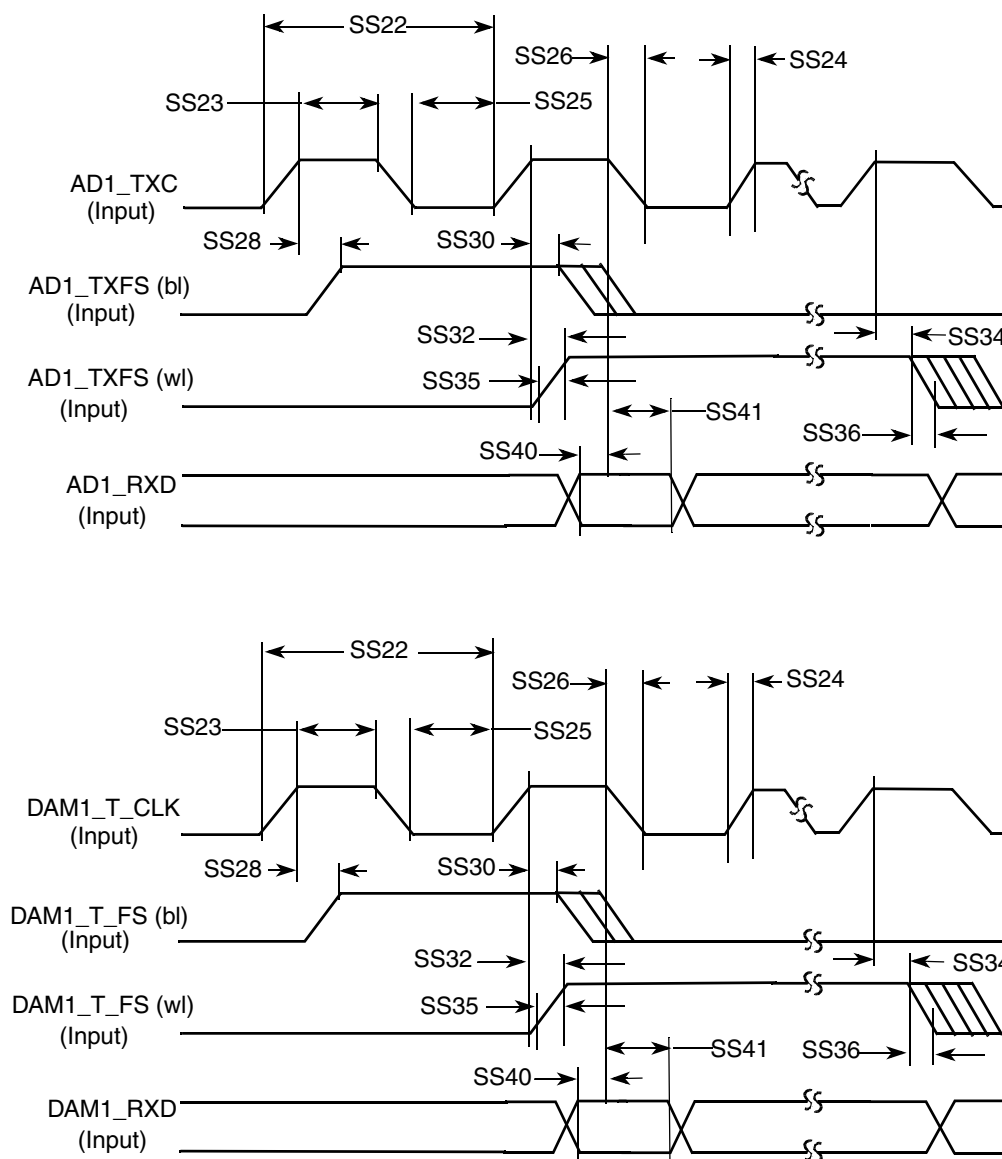 SS22
SS26
SS24
SS23
SS25
AD1_TXC
(Input)
SS28
SS30
AD1_TXFS (bl)
(Input)
SS32
SS34
AD1_TXFS (wl)
(Input)
SS35
SS41
SS36
SS40
AD1_RXD
(Input)
SS22
SS26
SS24
SS23
SS25
DAM1_T_CLK
(Input)
SS28
SS30
DAM1_T_FS (bl)
(Input)
SS32
SS34
DAM1_T_FS (wl)
(Input)
SS35
SS41
SS36
SS40
DAM1_RXD
(Input)